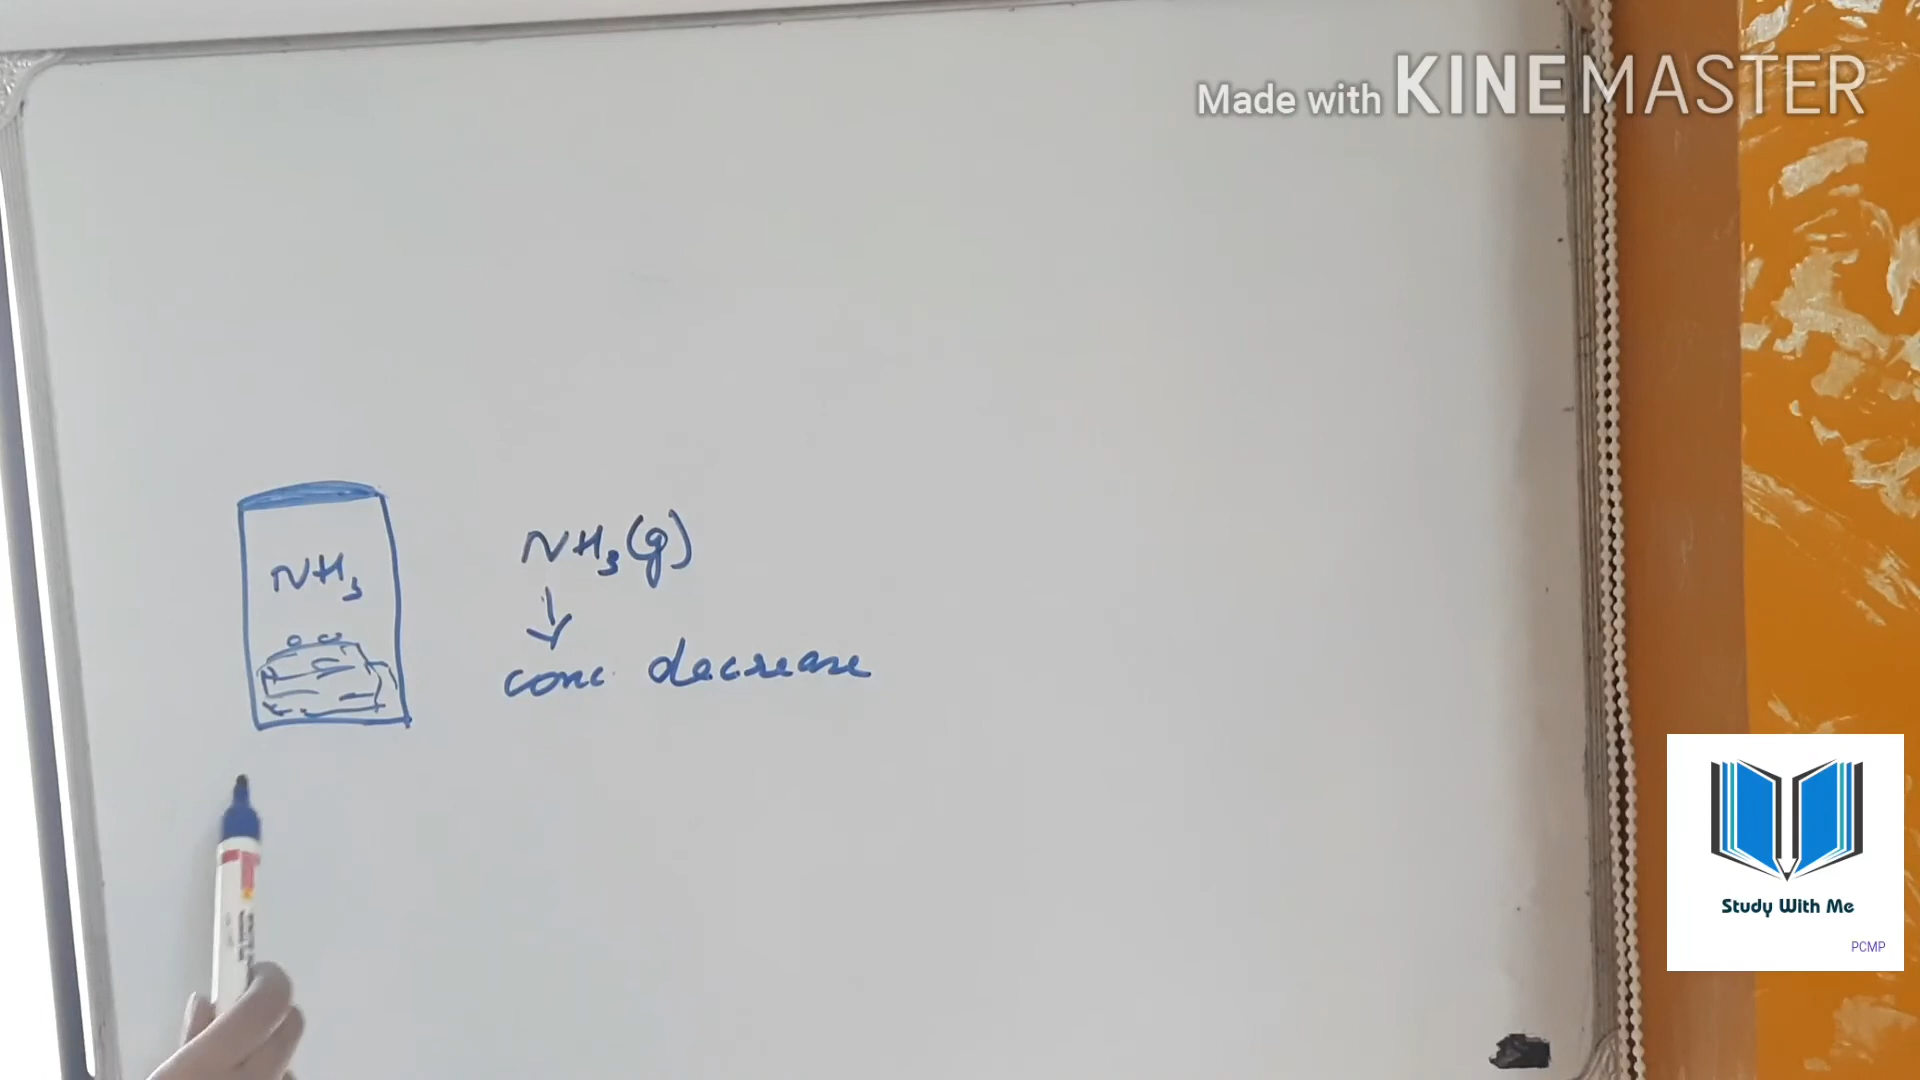 Made with KINEMASTER
NH₃
NH₃(g)
↓
conc decrease
Study With Me
PCMP